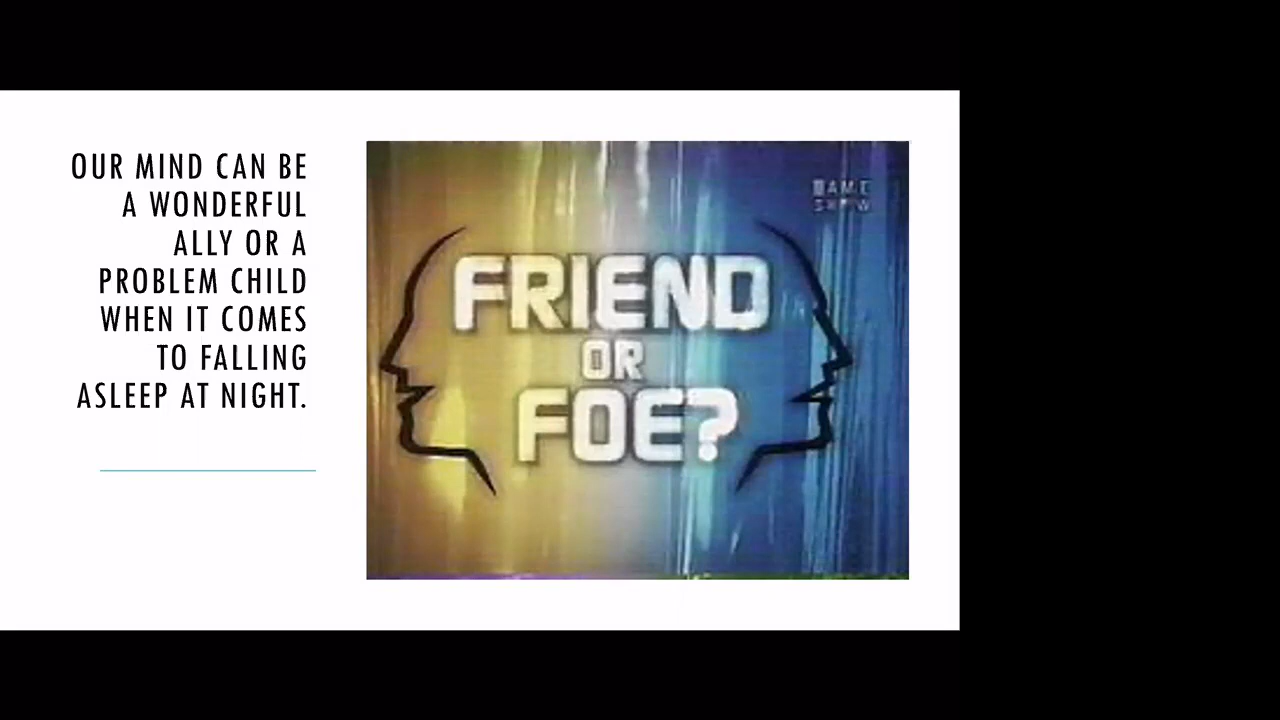 OUR MIND CAN BE
A WONDERFUL
ALLY OR A
PROBLEM CHILD
WHEN IT COMES
TO FALLING
ASLEEP AT NIGHT.
GAME
SHOW
FRIEND
OR
FOE?